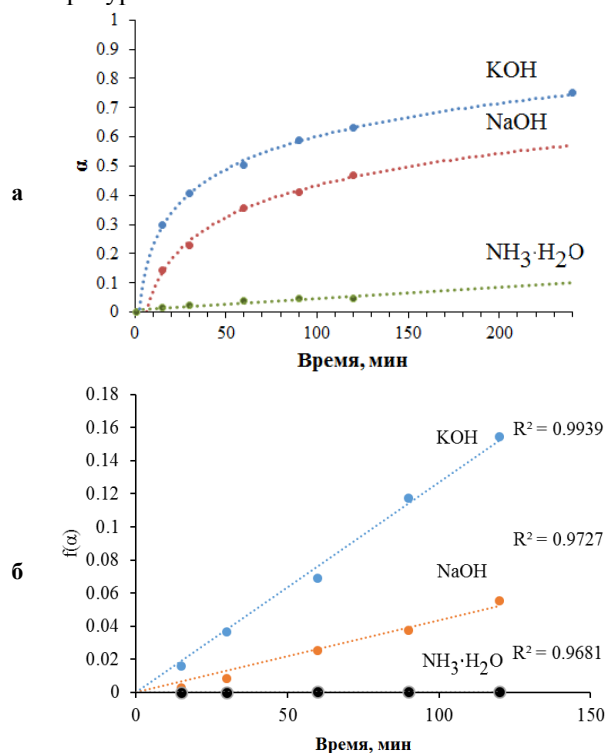 1
0.9
0.8
KOH
0.7
NaOH
0.6
α
0.5
а
0.4
0.3
NH₃·H₂O
0.2
0.1
0
0 50 100 150 200
Время, мин
0.18
R² = 0.9939
0.16
KOH
0.14
0.12
0.1
R² = 0.9727
f(α)
0.08
б
NaOH
0.06
0.04
NH₃·H₂O
R² = 0.9681
0.02
0
0 50 100 150
Время, мин